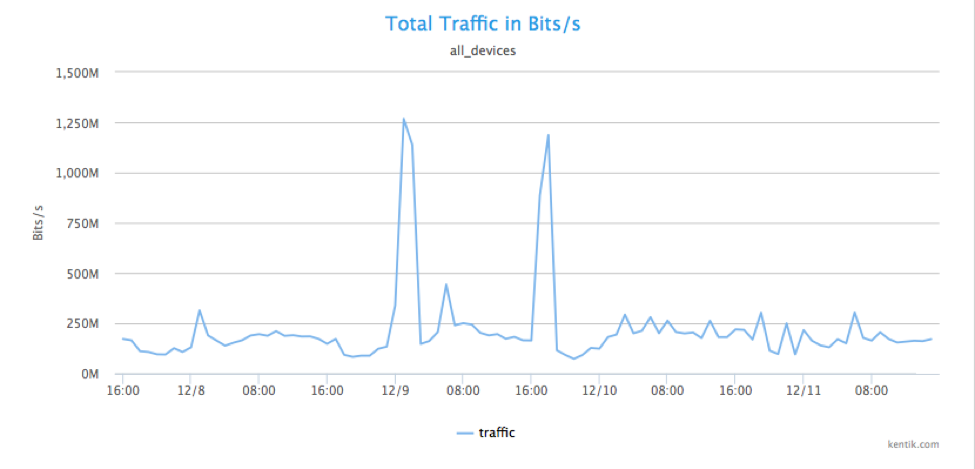 Total Traffic in Bits/s
all_devices
1,500M
1,250M
1,000M
750M
500M
250M
0M
Bits/s
16:00 12/8 08:00 16:00 12/9 08:00 16:00 12/10 08:00 16:00 12/11 08:00
traffic
kentik.com